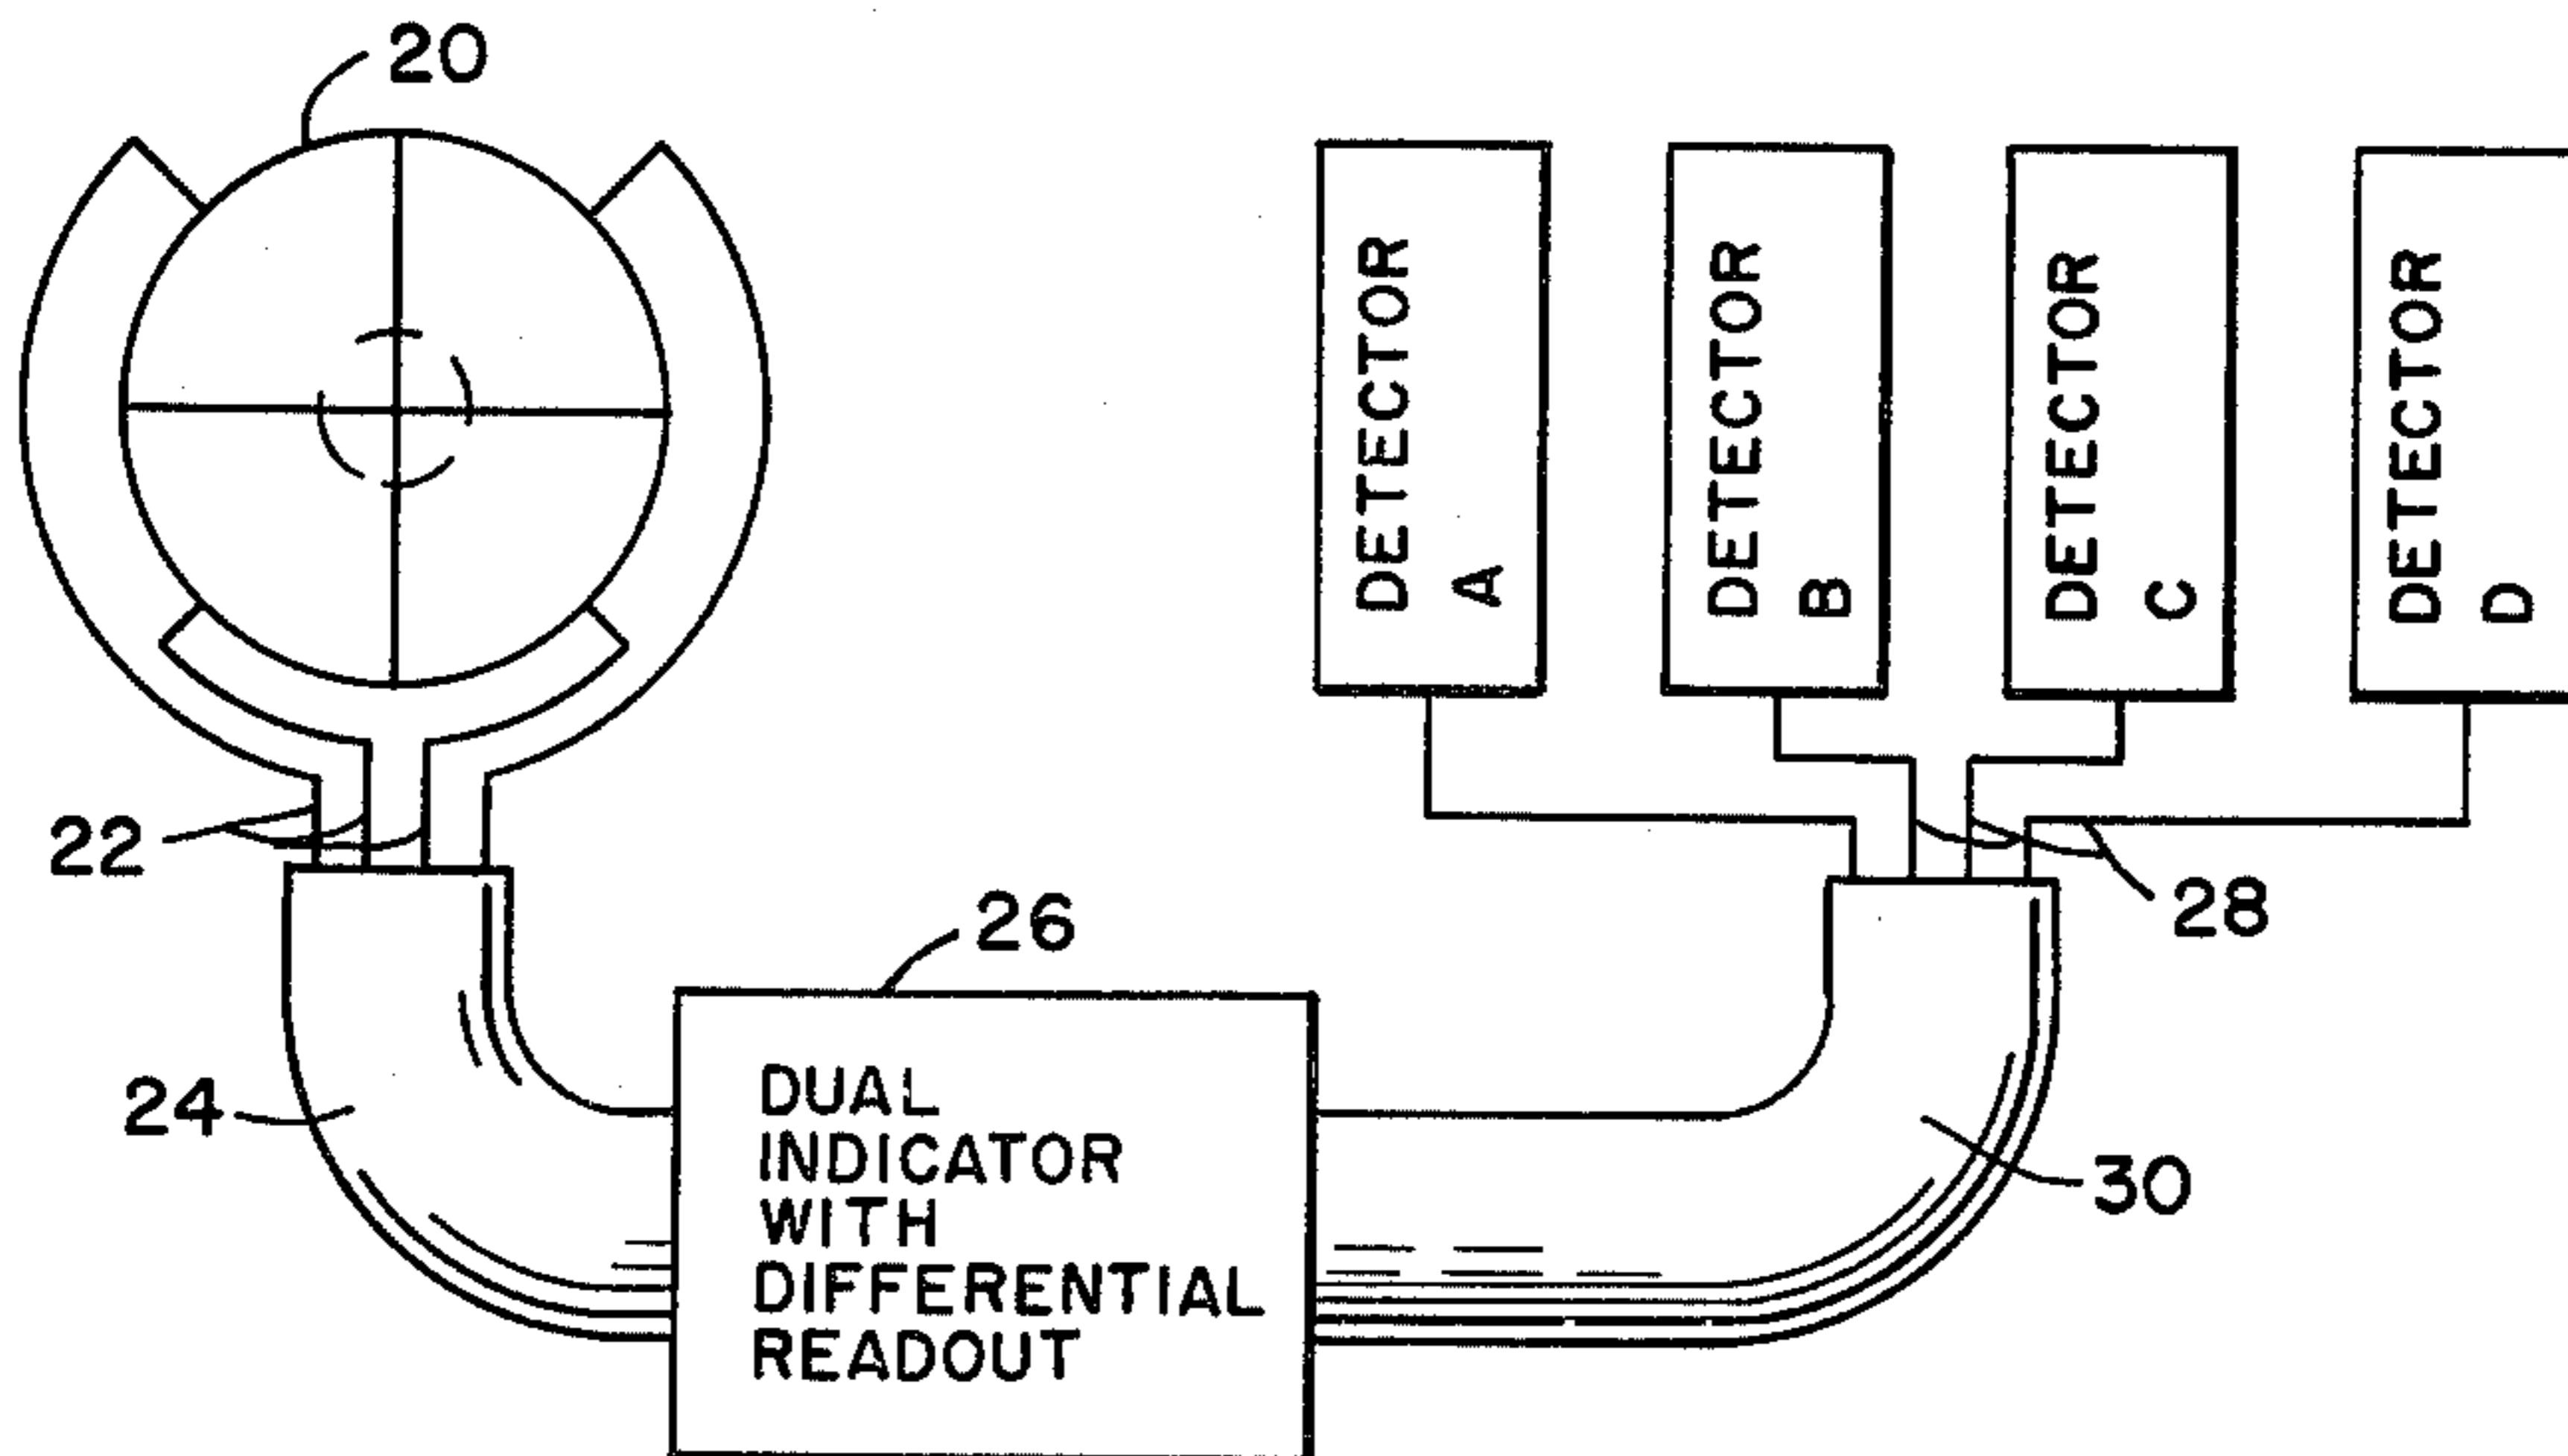 20
DETECTOR
A
DETECTOR
B
DETECTOR
C
DETECTOR
D
22
28
26
24
DUAL
INDICATOR
WITH
DIFFERENTIAL
READOUT
30